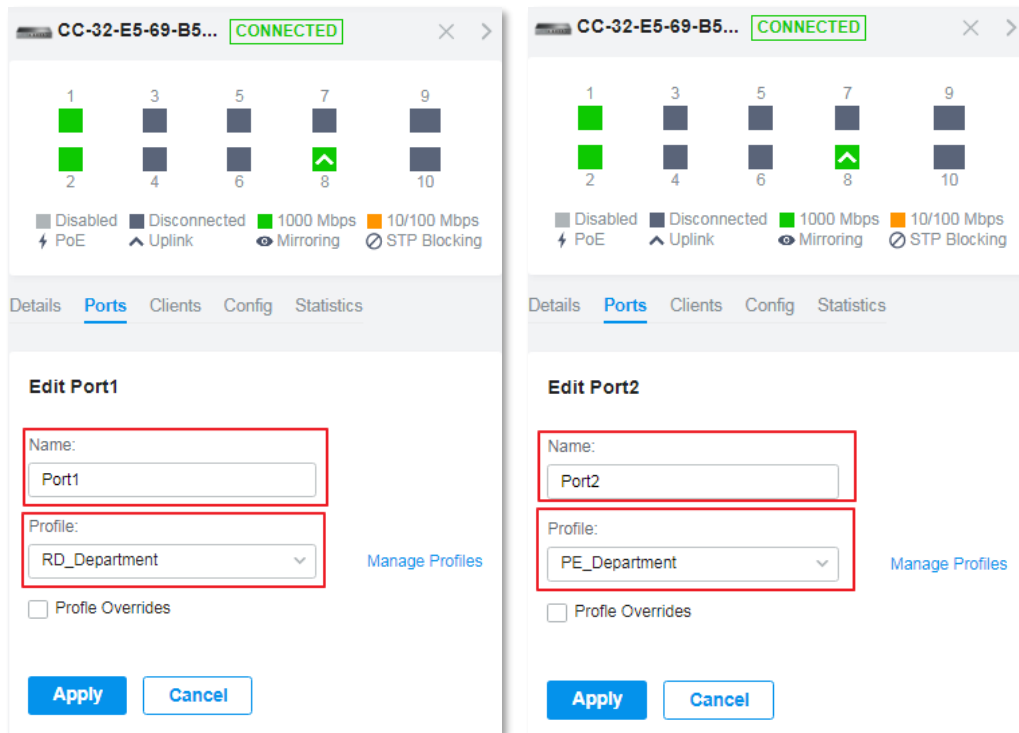 CC-32-E5-69-B5... CONNECTED
1 3 5 7 9
2 4 6 8 10
Disabled Disconnected 1000 Mbps 10/100 Mbps
PoE Uplink Mirroring STP Blocking
Details Ports Clients Config Statistics
Edit Port1
Name:
Port1
Profile:
RD_Department
Manage Profiles
Profle Overrides
Apply Cancel
CC-32-E5-69-B5... CONNECTED
1 3 5 7 9
2 4 6 8 10
Disabled Disconnected 1000 Mbps 10/100 Mbps
PoE Uplink Mirroring STP Blocking
Details Ports Clients Config Statistics
Edit Port2
Name:
Port2
Profile:
PE_Department
Manage Profiles
Profle Overrides
Apply Cancel